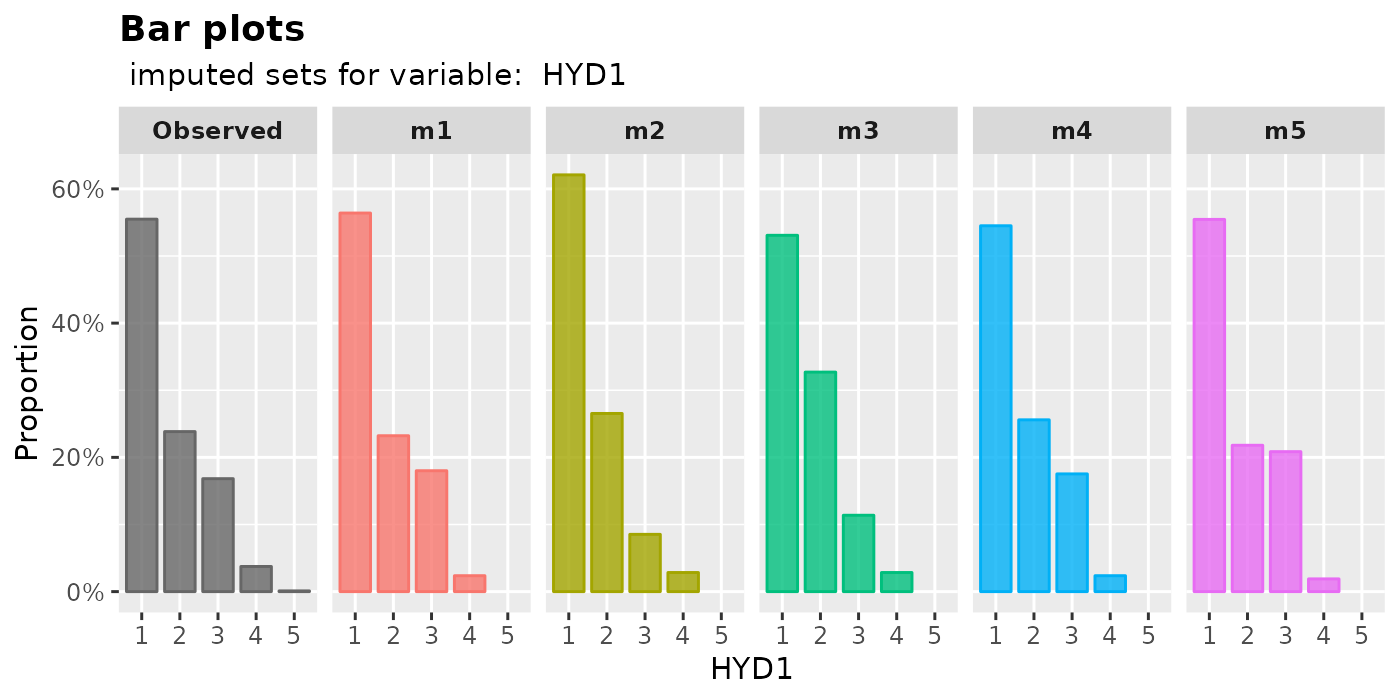 Bar plots
imputed sets for variable:  HYD1
Observed m1 m2 m3 m4 m5
60%
40%
20%
0%
Proportion
1 2 3 4 5 1 2 3 4 5 1 2 3 4 5 1 2 3 4 5 1 2 3 4 5 1 2 3 4 5
HYD1